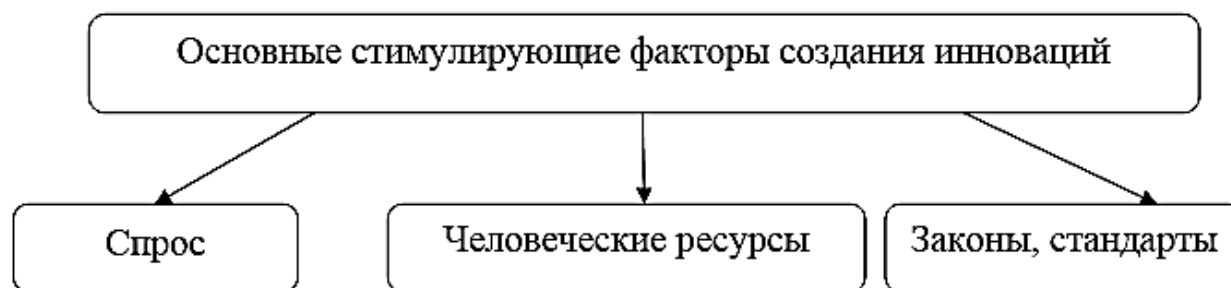 Основные стимулирующие факторы создания инноваций
Спрос
Человеческие ресурсы
Законы, стандарты